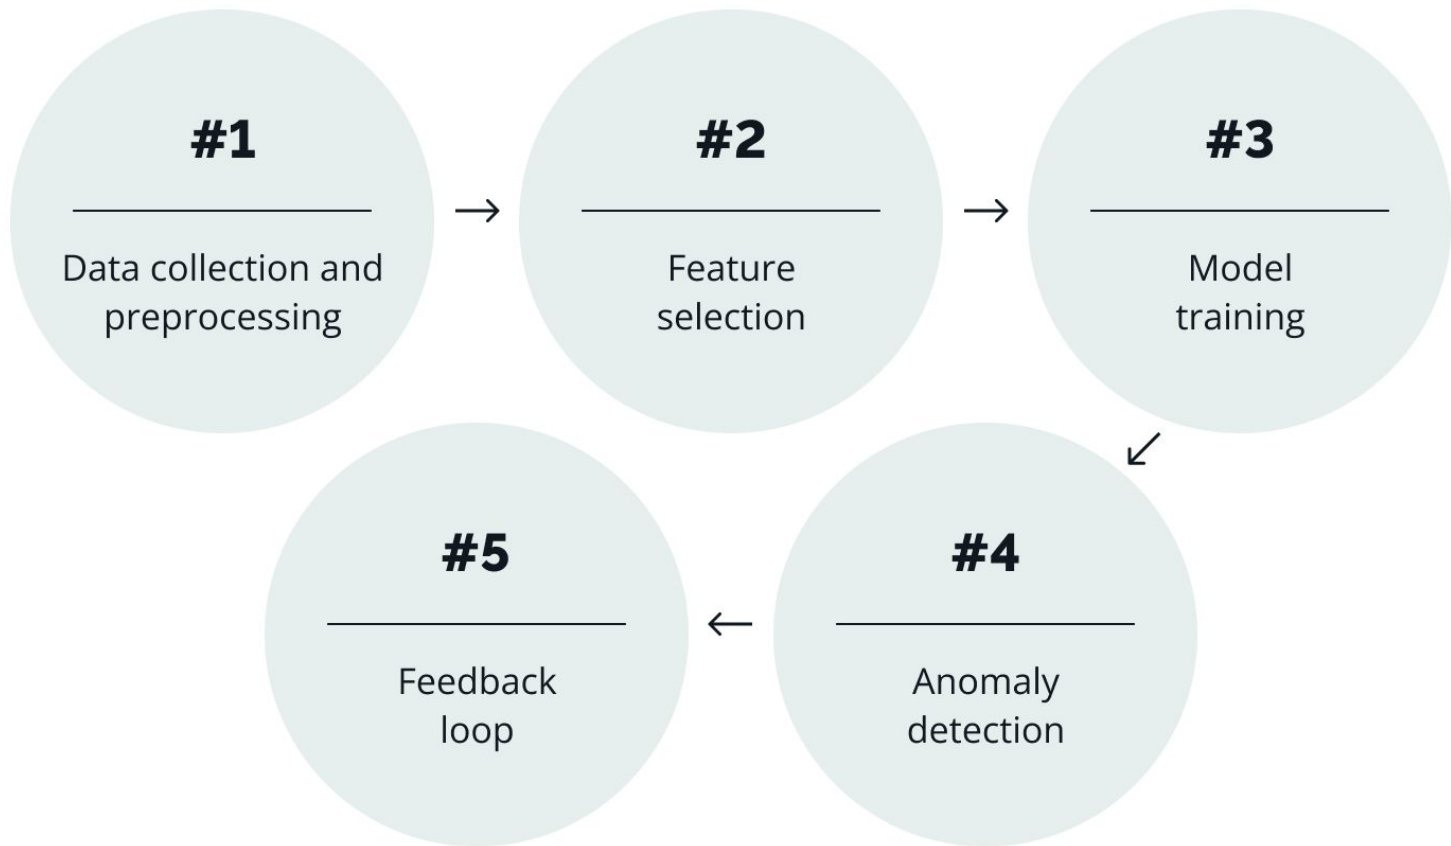 #1
Data collection and
preprocessing
#2
Feature
selection
#3
Model
training
#4
Anomaly
detection
#5
Feedback
loop